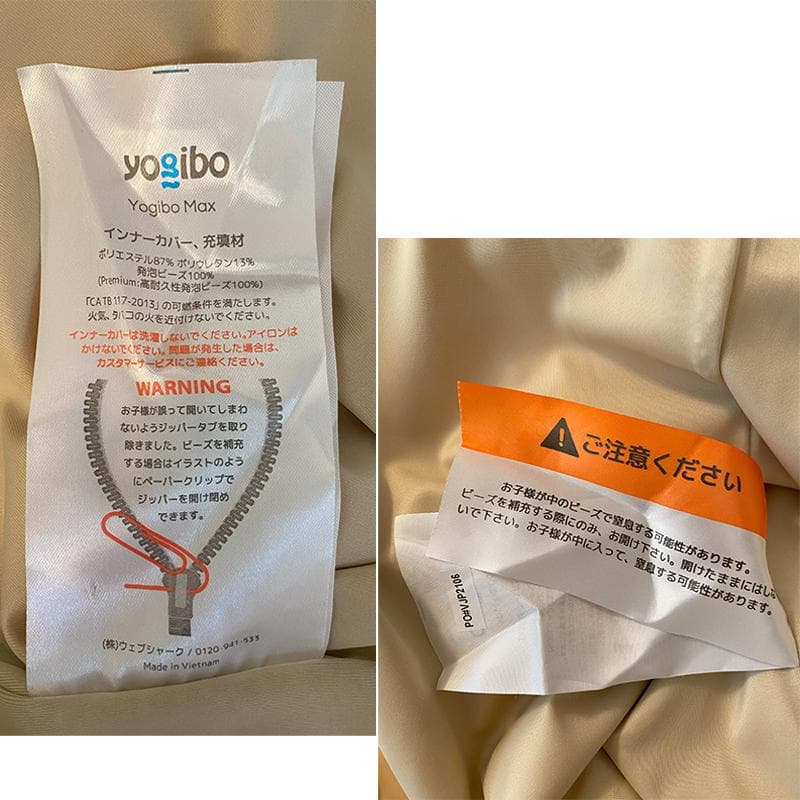 yogibo
Yogibo Max
インナーカバー、充填材
ポリエステル87% ポリウレタン13%
発泡ビーズ100%
(Premium:高耐久性発泡ビーズ100%)
「CA TB 117-2013」の可燃条件を満たします。
火気、タバコの火を近付けないでください。
インナーカバーは洗濯しないでください。アイロンは
かけないでください。問題が発生した場合は、
カスタマーサービスにご連絡ください。
WARNING
お子様が誤って開いてしまわ
ないようジッパータブを取り
除きました。ビーズを補充
する場合はイラストのよう
にペーパークリップで
ジッパーを開け閉め
できます。
(株)ウェブシャーク / 0120-941-533
Made in Vietnam
ご注意ください
お子様が中のビーズで窒息する可能性があります。
ビーズを補充する際にのみ、お開け下さい。開けたままにはしな
いで下さい。お子様が中に入って、窒息する可能性があります。
PO#VJP2106